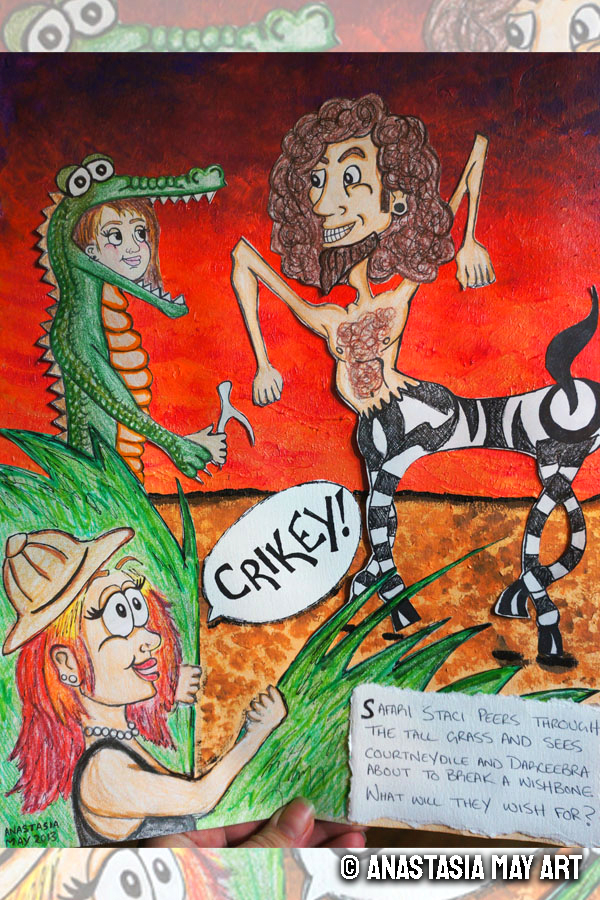 CRIKEY!
SAFARI STACI PEERS THROUGH
THE TALL GRASS AND SEES
COURTNEYDILE AND
ABOUT TO BREAK A WISHBONE
WHAT WILL THEY WISH FOR?
ANASTASIA
MAY 2013
© ANASTASIA MAY ART